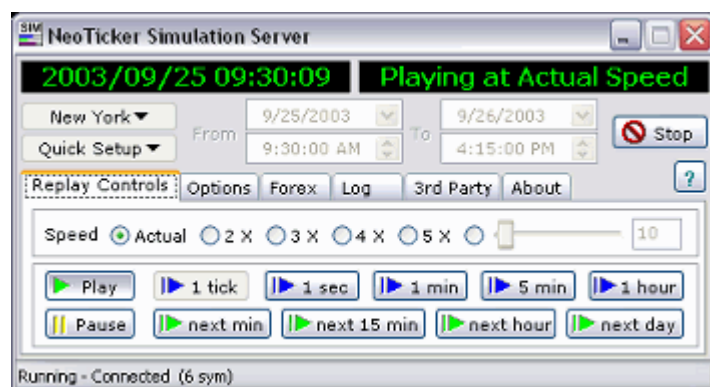 SIM NeoTicker Simulation Server
2003/09/25 09:30:09 Playing at Actual Speed
New York From 9/25/2003 To 9/26/2003 Stop
Quick Setup 9:30:00 AM 4:15:00 PM
Replay Controls Options Forex Log 3rd Party About ?
Speed Actual 2 X 3 X 4 X 5 X 10
Play 1 tick 1 sec 1 min 5 min 1 hour
Pause next min next 15 min next hour next day
Running - Connected (6 sym)